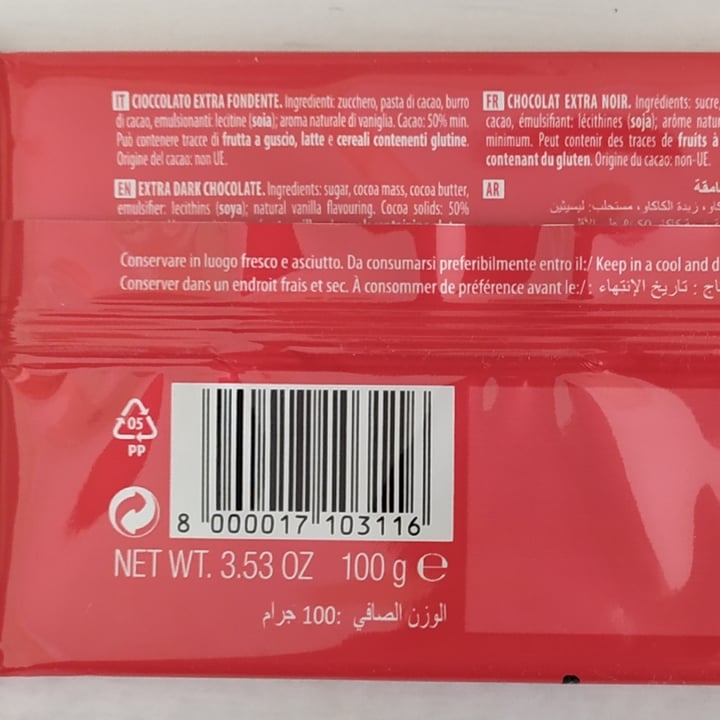 IT CIOCCOLATO EXTRA FONDENTE. Ingredienti: zucchero, pasta di cacao, burro
di cacao, emulsionanti: lecitine (soia); aroma naturale di vaniglia. Cacao: 50% min.
Può contenere tracce di frutta a guscio, latte e cereali contenenti glutine.
Origine del cacao: non UE.
EN EXTRA DARK CHOCOLATE. Ingredients: sugar, cocoa mass, cocoa butter,
emulsifier: lecithins (soya); natural vanilla flavouring. Cocoa solids: 50%
FR CHOCOLAT EXTRA NOIR. Ingrédients: sucre,
cacao, émulsifiant: lécithines (soja); arôme
minimum. Peut contenir des traces de fruits à
contenant du gluten. Origine du cacao: non-UE.
AR
زبدة الكاكاو، مستحلب: ليسيثين
Conservare in luogo fresco e asciutto. Da consumarsi preferibilmente entro il:/ Keep in a cool and
Conserver dans un endroit frais et sec. À consommer de préférence avant le:/ : تاريخ الإنتهاء
05
PP
8 000017 103116
NET WT. 3.53 OZ 100 g e
الوزن الصافي :100 جرام